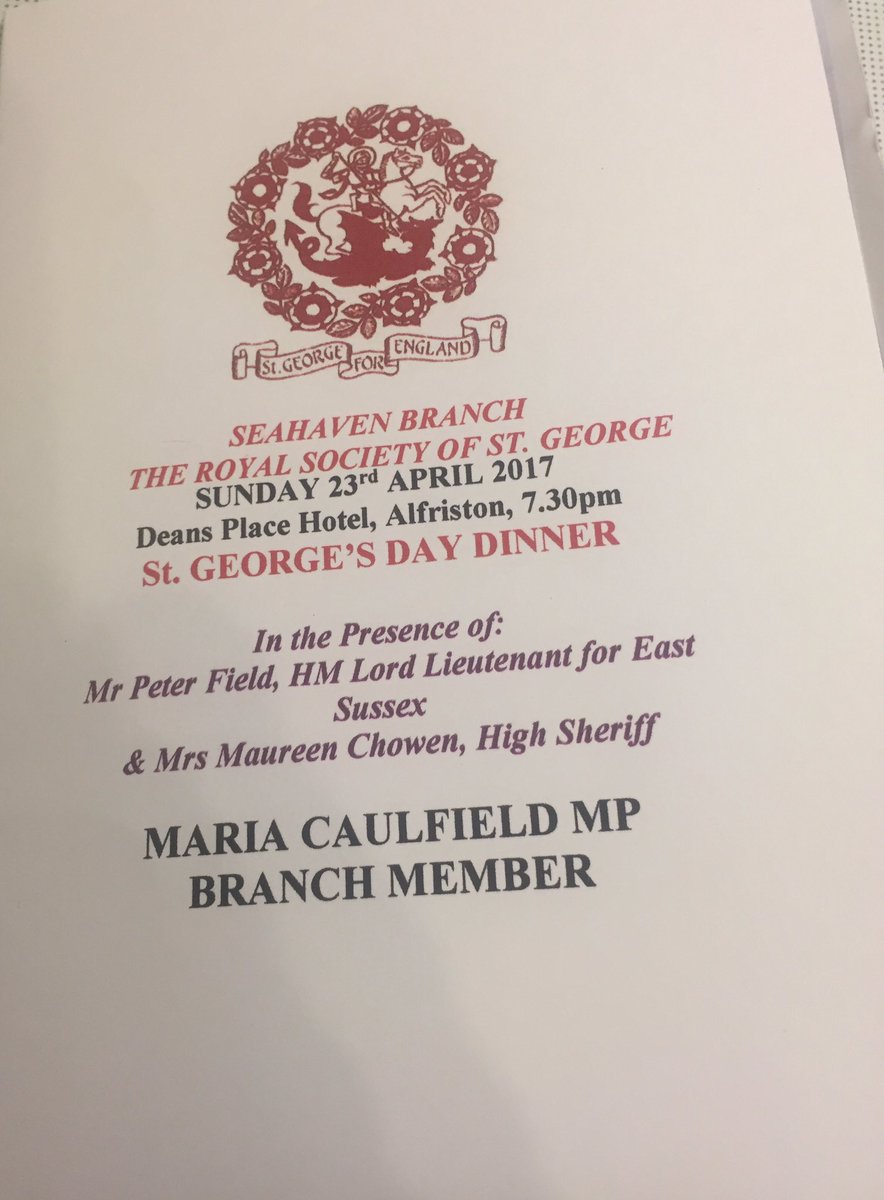 St. GEORGE FOR ENGLAND
SEAHAVEN BRANCH
THE ROYAL SOCIETY OF ST. GEORGE
SUNDAY 23rd APRIL 2017
Deans Place Hotel, Alfriston, 7.30pm
St. GEORGE'S DAY DINNER
In the Presence of:
Mr Peter Field, HM Lord Lieutenant for East
Sussex
& Mrs Maureen Chowen, High Sheriff
MARIA CAULFIELD MP
BRANCH MEMBER